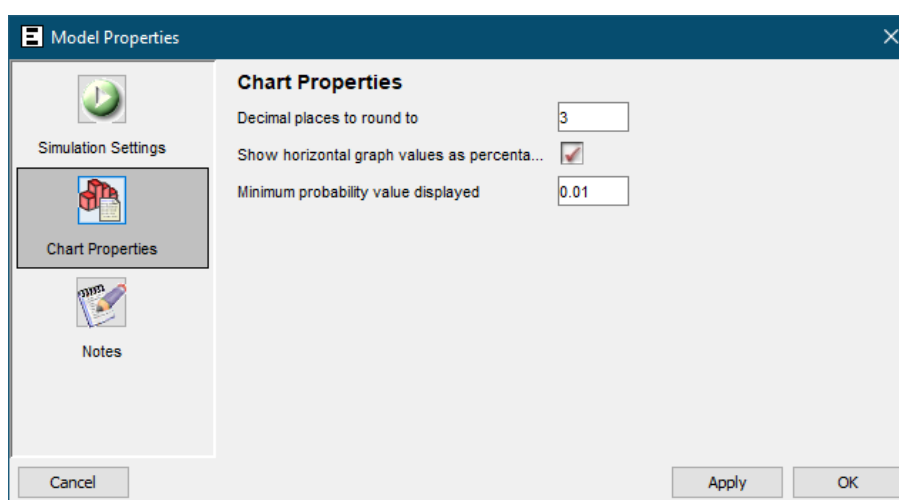 Model Properties
Simulation Settings
Chart Properties
Notes
Chart Properties
Decimal places to round to 3
Show horizontal graph values as percenta...
Minimum probability value displayed 0.01
Cancel Apply OK